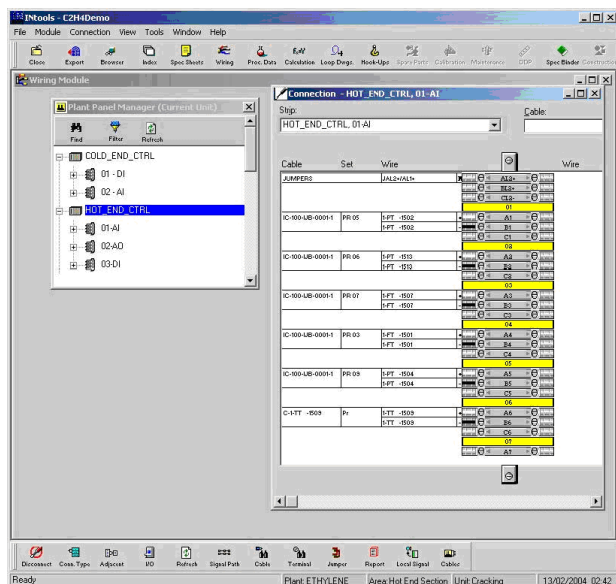 INtools - C2H4Demo
File Module Connection View Tools Window Help
Close Export Browser Index Spec Sheets Wiring Proc. Data Calculation Loop Dwgs. Hook-Ups Spare Parts Calibration Maintenance DDP Spec Binder Construction
Wiring Module
Plant Panel Manager (Current Unit)
Find Filter Refresh
COLD_END_CTRL
01 - DI
02 - AI
HOT_END_CTRL
01-AI
02-AO
03-DI
Connection - HOT_END_CTRL, 01-AI
Strip: Cable:
HOT_END_CTRL, 01-AI
Cable Set Wire Wire
JUMPERS JAL2+/AL1+ AL2+
BL2+
CL2-
01
IC-100-UB-0001-1 PR 05 1-PT -1502 A1
1-PT -1502 B1
C1
02
IC-100-UB-0001-1 PR 06 1-PT -1513 A2
1-PT -1513 B2
C2
03
IC-100-UB-0001-1 PR 07 1-FT -1507 A3
1-FT -1507 B3
C3
04
IC-100-UB-0001-1 PR 03 1-FT -1501 A4
1-FT -1501 B4
C4
05
IC-100-UB-0001-1 PR 09 1-PT -1504 A5
1-PT -1504 B5
C5
06
C-1-TT -1509 Pr 1-TT -1509 A6
1-TT -1509 B6
C6
07
A7
Disconnect Conn. Type Adjacent I/O Refresh Signal Path Cable Terminal Jumper Report Local Signal Cables
Ready Plant: ETHYLENE Area:Hot End Section Unit:Cracking 13/02/2004 02:42